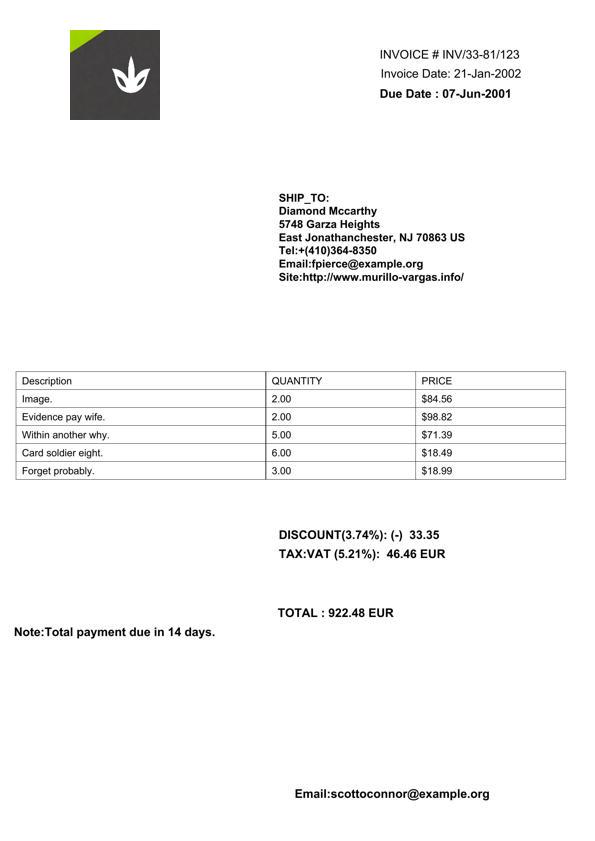 INVOICE # INV/33-81/123
Invoice Date: 21-Jan-2002
Due Date : 07-Jun-2001
SHIP_TO:
Diamond Mccarthy
5748 Garza Heights
East Jonathanchester, NJ 70863 US
Tel:+(410)364-8350
Email:fpierce@example.org
Site:http://www.murillo-vargas.info/
Description QUANTITY PRICE
Image. 2.00 $84.56
Evidence pay wife. 2.00 $98.82
Within another why. 5.00 $71.39
Card soldier eight. 6.00 $18.49
Forget probably. 3.00 $18.99
DISCOUNT(3.74%): (-) 33.35
TAX:VAT (5.21%): 46.46 EUR
TOTAL : 922.48 EUR
Note:Total payment due in 14 days.
Email:scottoconnor@example.org